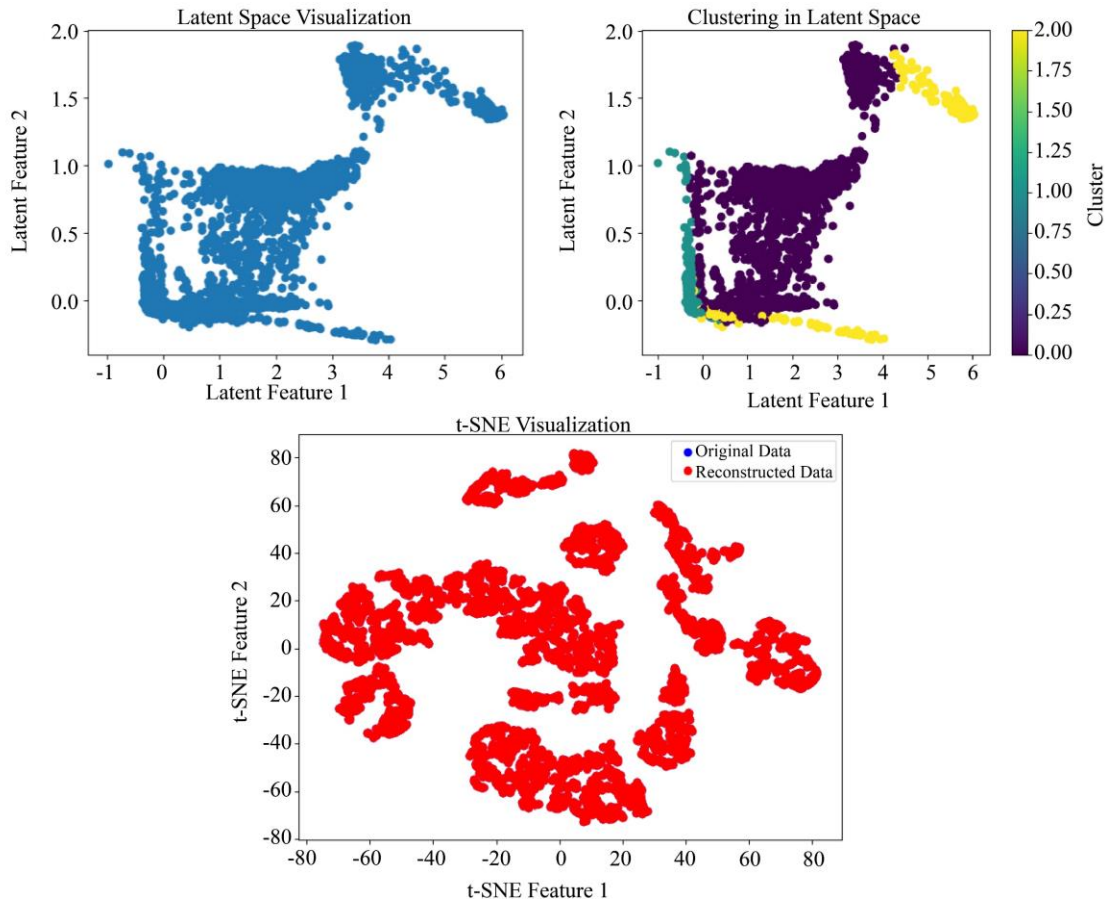 Latent Space Visualization
2.0
1.5
1.0
0.5
0.0
Latent Feature 2
-1 0 1 2 3 4 5 6
Latent Feature 1
Clustering in Latent Space
2.0
1.5
1.0
0.5
0.0
Latent Feature 2
-1 0 1 2 3 4 5 6
Latent Feature 1
2.00
1.75
1.50
1.25
1.00
0.75
0.50
0.25
0.00
Cluster
t-SNE Visualization
Original Data
Reconstructed Data
80
60
40
20
0
-20
-40
-60
-80
t-SNE Feature 2
-80 -60 -40 -20 0 20 40 60 80
t-SNE Feature 1